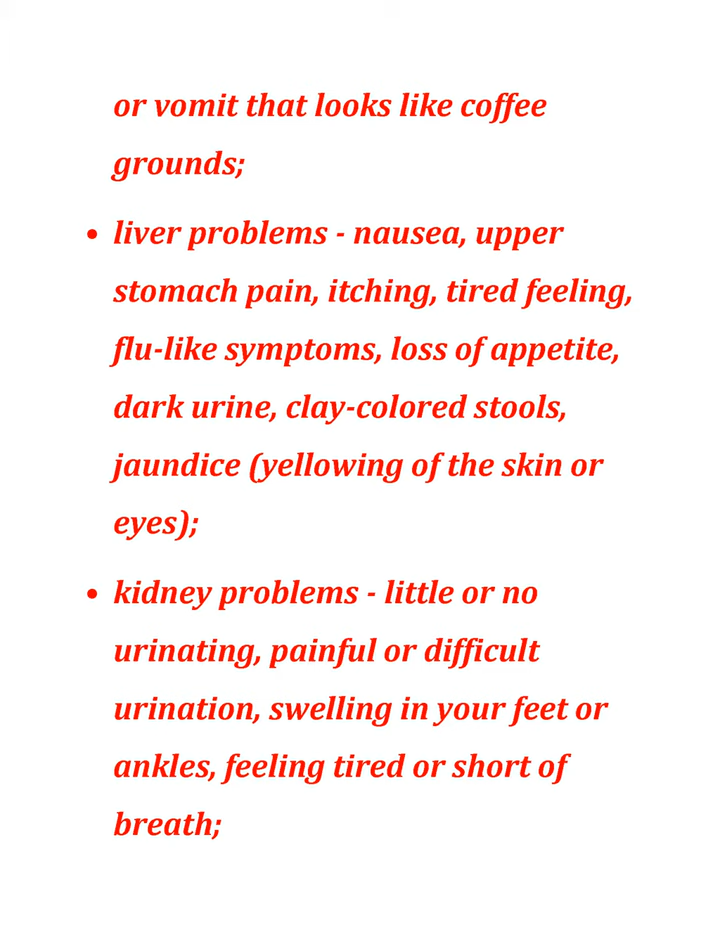 or vomit that looks like coffee
grounds;
• liver problems - nausea, upper
stomach pain, itching, tired feeling,
flu-like symptoms, loss of appetite,
dark urine, clay-colored stools,
jaundice (yellowing of the skin or
eyes);
• kidney problems - little or no
urinating, painful or difficult
urination, swelling in your feet or
ankles, feeling tired or short of
breath;